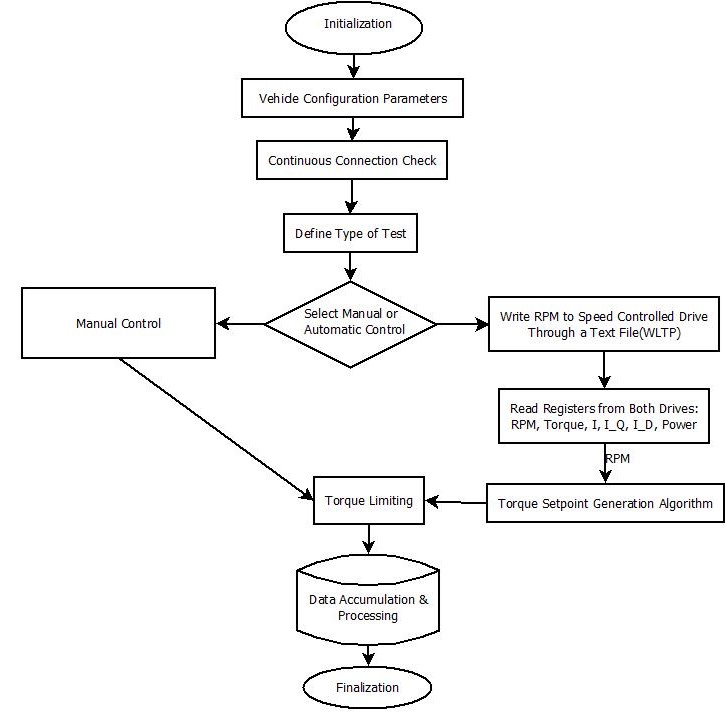 Initialization
Vehicle Configuration Parameters
Continuous Connection Check
Define Type of Test
Select Manual or
Automatic Control
Manual Control
Write RPM to Speed Controlled Drive
Through a Text File(WLTP)
Read Registers from Both Drives:
RPM, Torque, I, I_Q, I_D, Power
RPM
Torque Setpoint Generation Algorithm
Torque Limiting
Data Accumulation &
Processing
Finalization